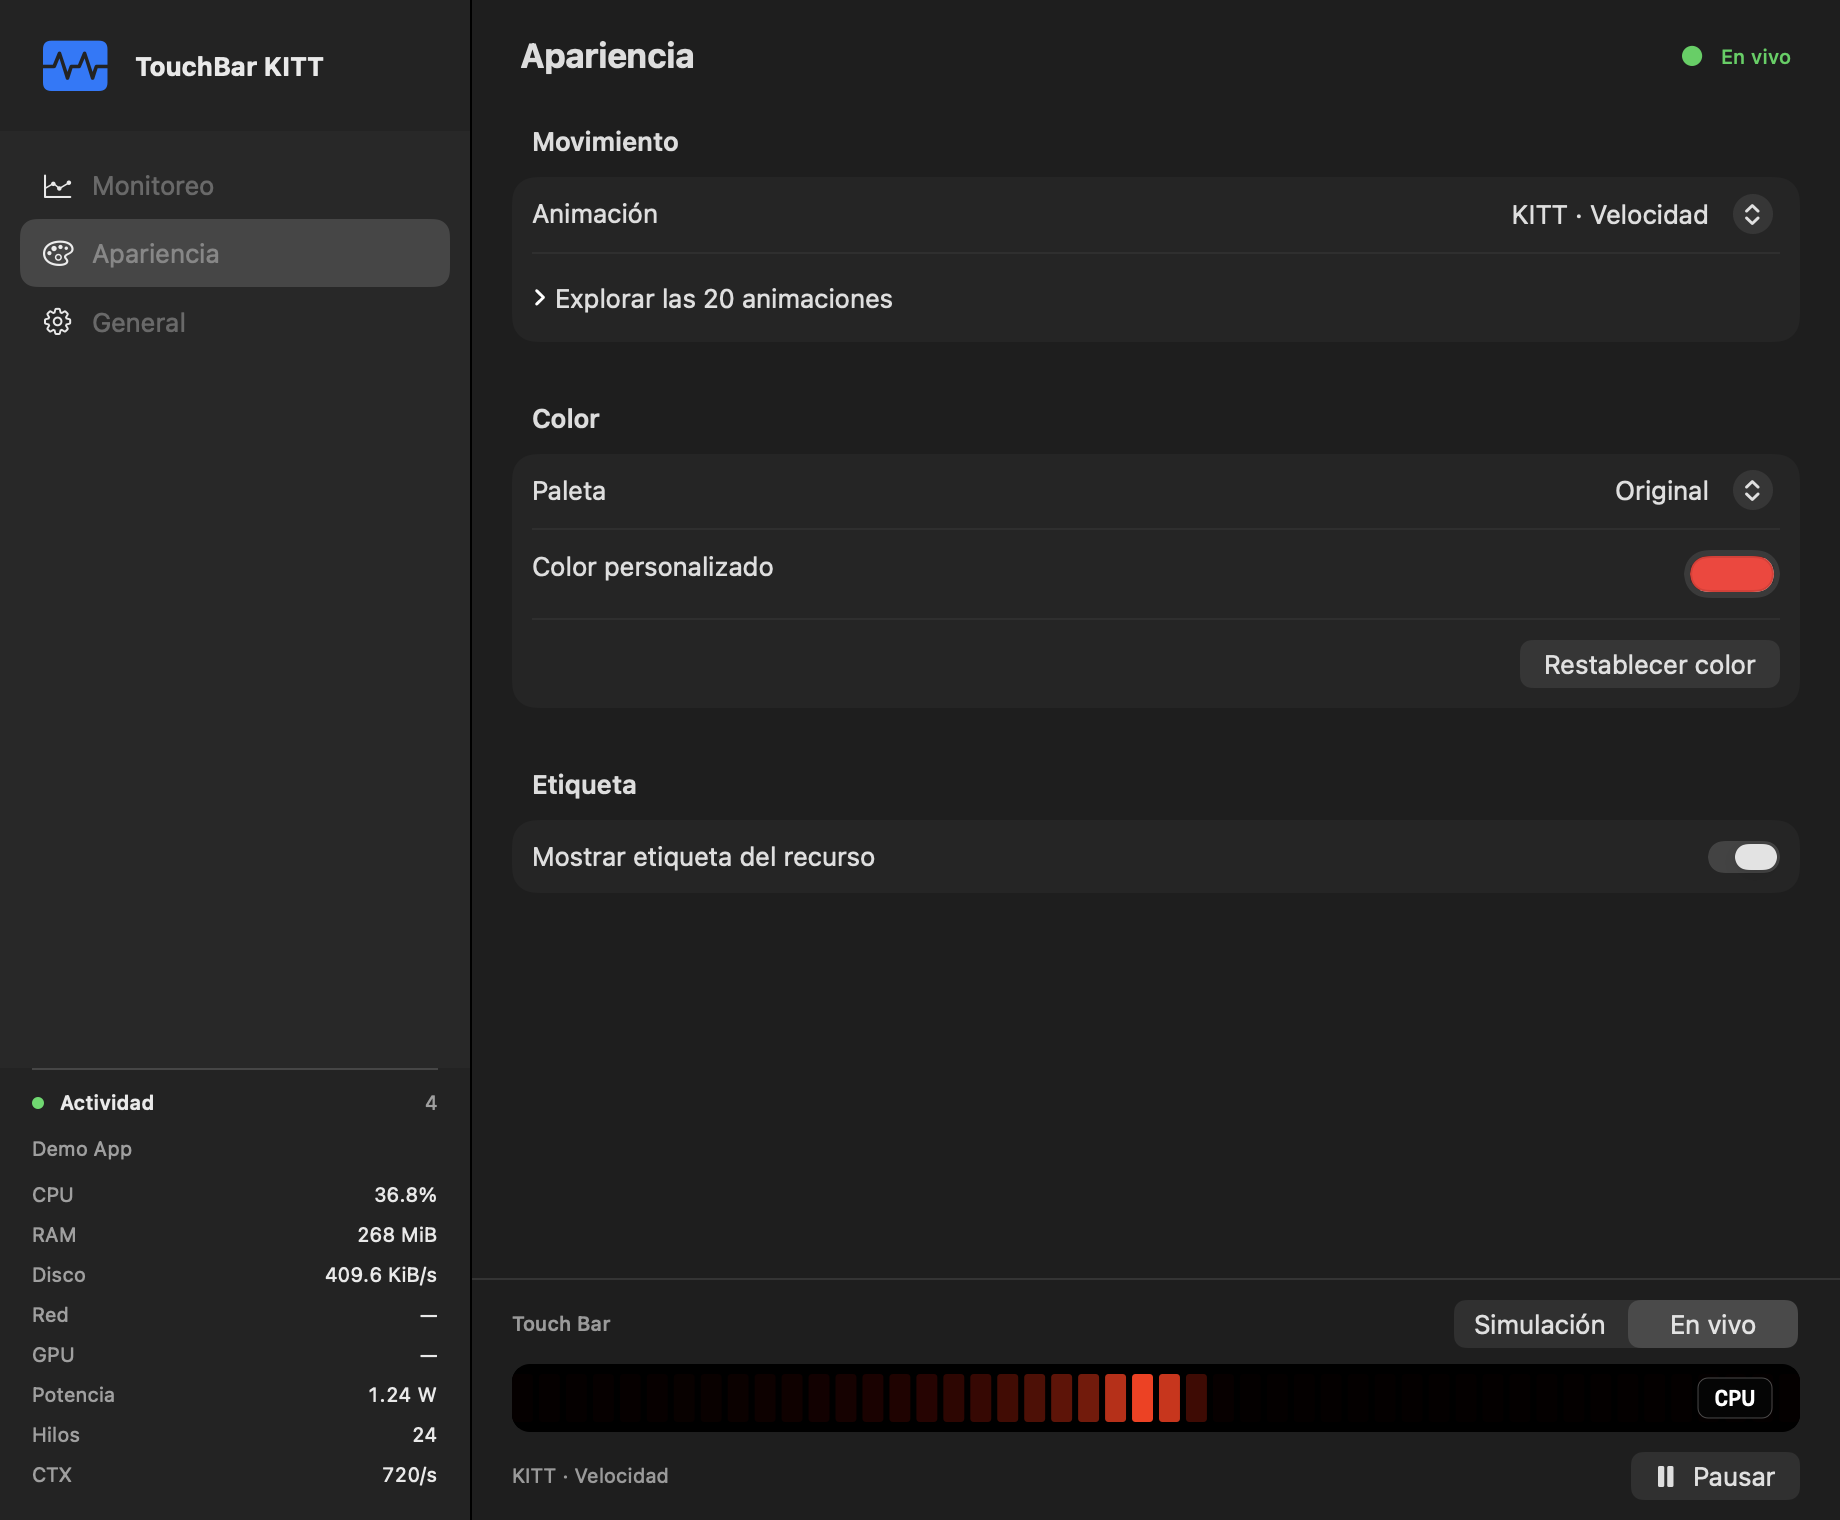 TouchBar KITT
Monitoreo
Apariencia
General
Actividad 4
Demo App
CPU 36.8%
RAM 268 MiB
Disco 409.6 KiB/s
Red —
GPU —
Potencia 1.24 W
Hilos 24
CTX 720/s
Apariencia
En vivo
Movimiento
Animación KITT · Velocidad
Explorar las 20 animaciones
Color
Paleta Original
Color personalizado
Restablecer color
Etiqueta
Mostrar etiqueta del recurso
Touch Bar Simulación En vivo
CPU
KITT · Velocidad Pausar